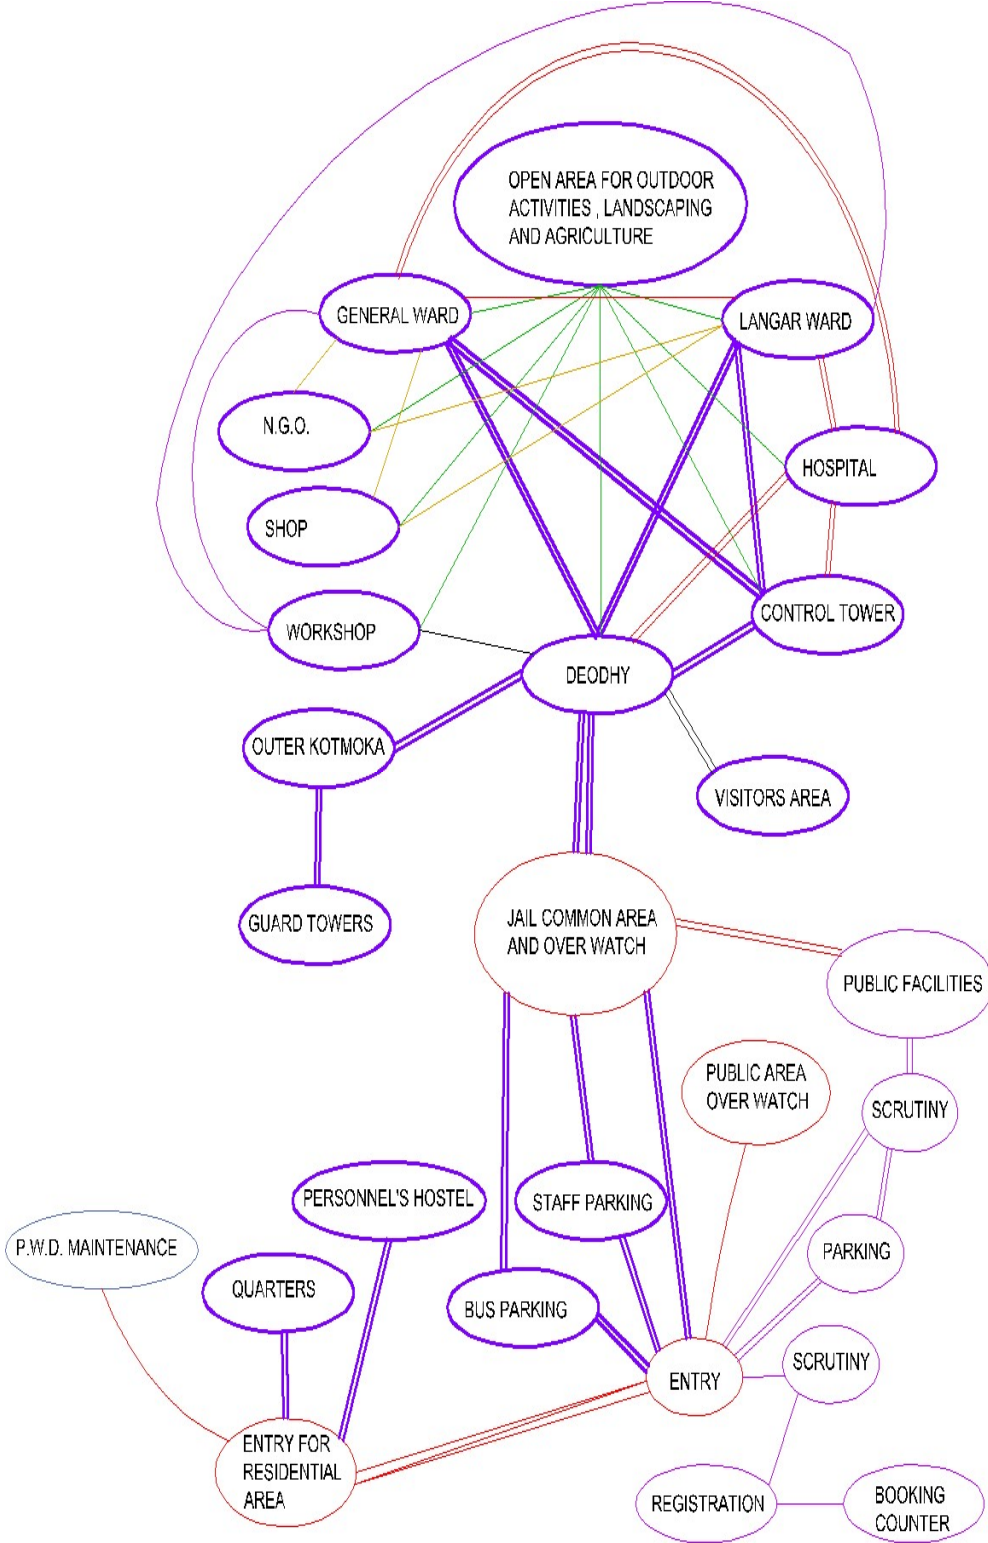 OPEN AREA FOR OUTDOOR
ACTIVITIES , LANDSCAPING
AND AGRICULTURE
GENERAL WARD
LANGAR WARD
N.G.O.
HOSPITAL
SHOP
WORKSHOP
CONTROL TOWER
DEODHY
OUTER KOTMOKA
VISITORS AREA
GUARD TOWERS
JAIL COMMON AREA
AND OVER WATCH
PUBLIC FACILITIES
PUBLIC AREA
OVER WATCH
SCRUTINY
PERSONNEL'S HOSTEL
STAFF PARKING
P.W.D. MAINTENANCE
PARKING
QUARTERS
BUS PARKING
SCRUTINY
ENTRY
ENTRY FOR
RESIDENTIAL
AREA
REGISTRATION
BOOKING
COUNTER